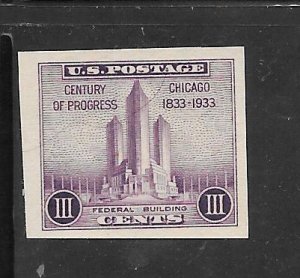 U.S. POSTAGE
CENTURY OF PROGRESS
CHICAGO 1833-1933
FEDERAL BUILDING
III CENTS III